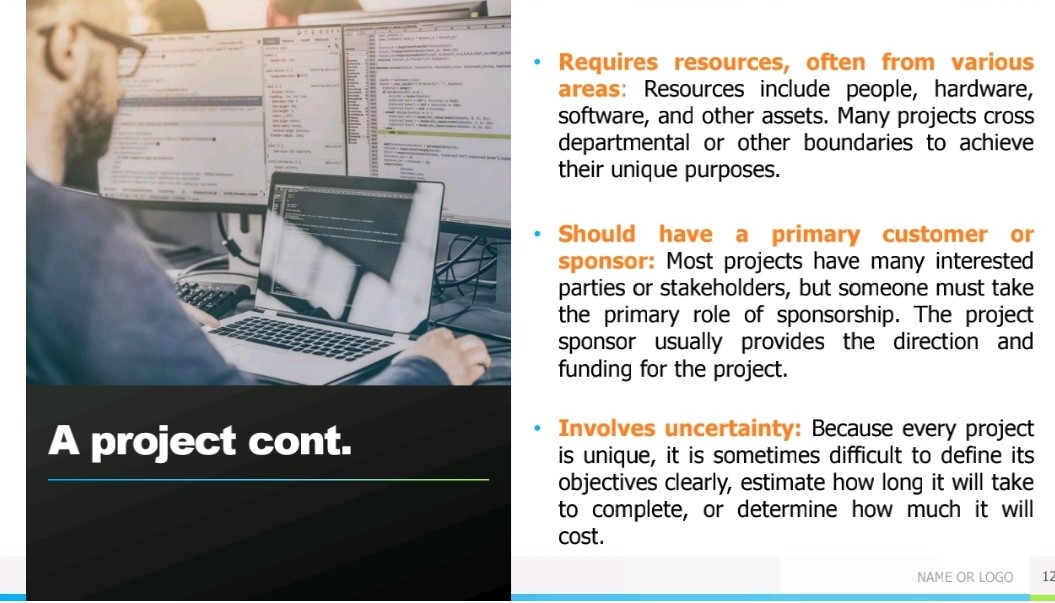 • Requires resources, often from various
areas: Resources include people, hardware,
software, and other assets. Many projects cross
departmental or other boundaries to achieve
their unique purposes.
• Should have a primary customer or
sponsor: Most projects have many interested
parties or stakeholders, but someone must take
the primary role of sponsorship. The project
sponsor usually provides the direction and
funding for the project.
• Involves uncertainty: Because every project
is unique, it is sometimes difficult to define its
objectives clearly, estimate how long it will take
to complete, or determine how much it will
cost.
A project cont.
NAME OR LOGO
12